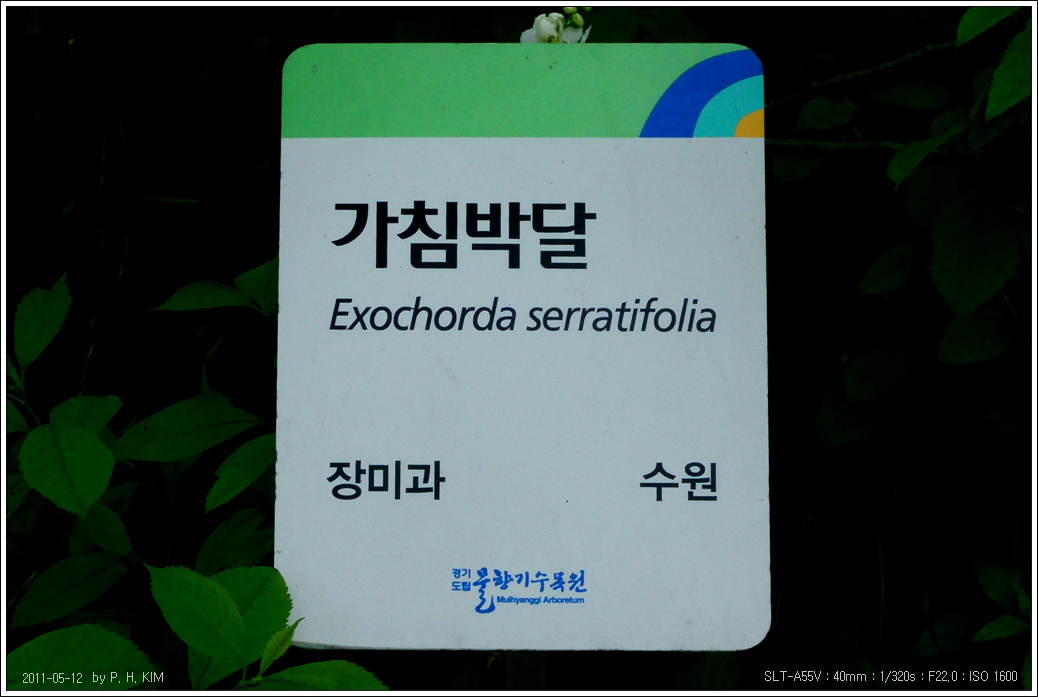 가침박달
Exochorda serratifolia
장미과 수원
경기
도립 물향기수목원
Mulhyanggi Arboretum
2011-05-12 by P. H. KIM
SLT-A55V : 40mm : 1/320s : F22.0 : ISO 1600